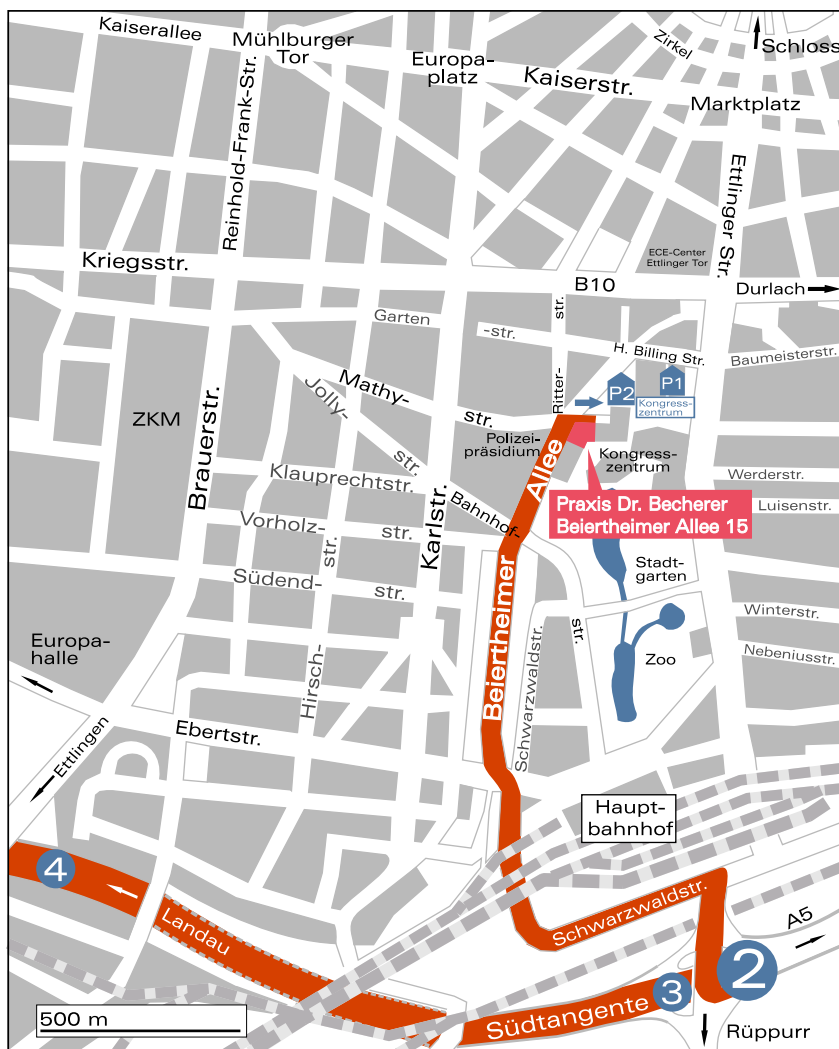 Kaiserallee
Mühlburger
Tor
Europa-
platz
Zirkel
Schloss
Kaiserstr.
Marktplatz
Reinhold-Frank-Str.
Ettlinger Str.
ECE-Center
Ettlinger Tor
Kriegsstr.
B10
Durlach
Garten
-str.
Ritter-
str.
H. Billing Str.
Baumeisterstr.
P2
P1
Kongress-
zentrum
Mathy-
str.
Jolly-
str.
ZKM
Brauerstr.
Polizei-
präsidium
Kongress-
zentrum
Klauprechtstr.
Werderstr.
Praxis Dr. Becherer
Beiertheimer Allee 15
Luisenstr.
Bahnhof-
str.
Vorholz-
str.
Karlstr.
Beiertheimer
Allee
Stadt-
garten
Südend-
str.
Winterstr.
Europa-
halle
Hirsch-
str.
Zoo
Nebeniusstr.
Schwarzwaldstr.
Ebertstr.
Ettlingen
Haupt-
bahnhof
4
Landau
Schwarzwaldstr.
A5
2
3
Südtangente
500 m
Rüppurr